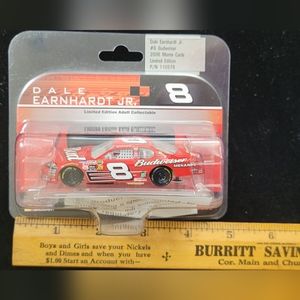 Dale Earnhardt Jr.
#8 Budweiser
2006 Monte Carlo
Limited Edition
DALE
EARNHARDT JR.
8
Limited Edition Adult Collectable
Budweiser
8
Boys and Girls save your Nickels
and Dimes and when you have
$1.00 Start an Account with—
BURRITT SAVIN
Cor. Main and Chu